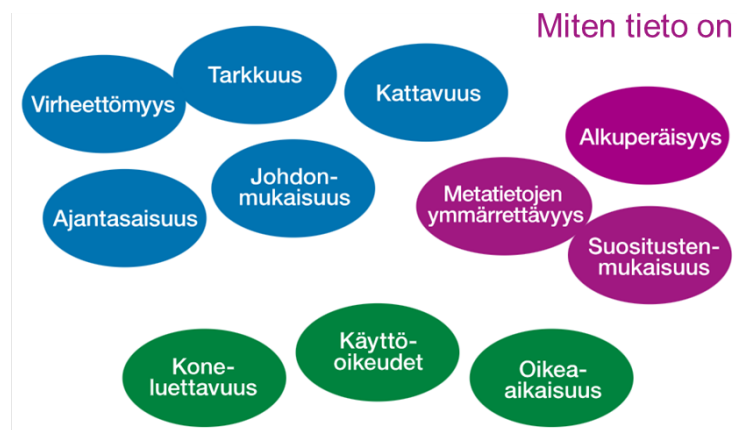 Miten tieto on
Virheettömyys
Tarkkuus
Kattavuus
Alkuperäisyys
Ajantasaisuus
Johdon-
mukaisuus
Metatietojen
ymmärrettävyys
Suositusten-
mukaisuus
Kone-
luettavuus
Käyttö-
oikeudet
Oikea-
aikaisuus